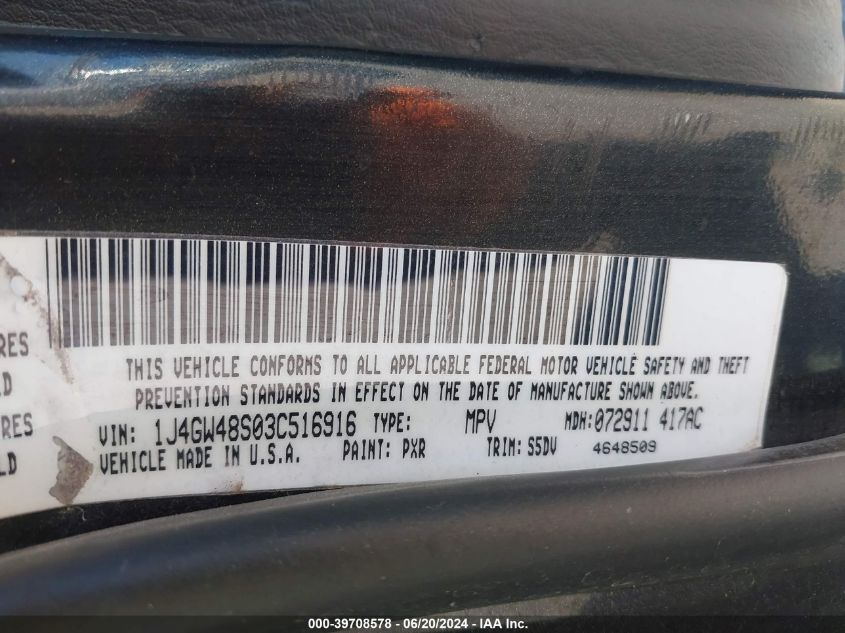 THIS VEHICLE CONFORMS TO ALL APPLICABLE FEDERAL MOTOR VEHICLE SAFETY AND THEFT
PREVENTION STANDARDS IN EFFECT ON THE DATE OF MANUFACTURE SHOWN ABOVE.
RES
LD
RES
LD
VIN: 1J4GW48S03C516916 TYPE: MPV MDH:072911 417AC
VEHICLE MADE IN U.S.A. PAINT: PXR TRIM: S5DV 4648509
000-39708578 — 06/20/2024 — IAA Inc.